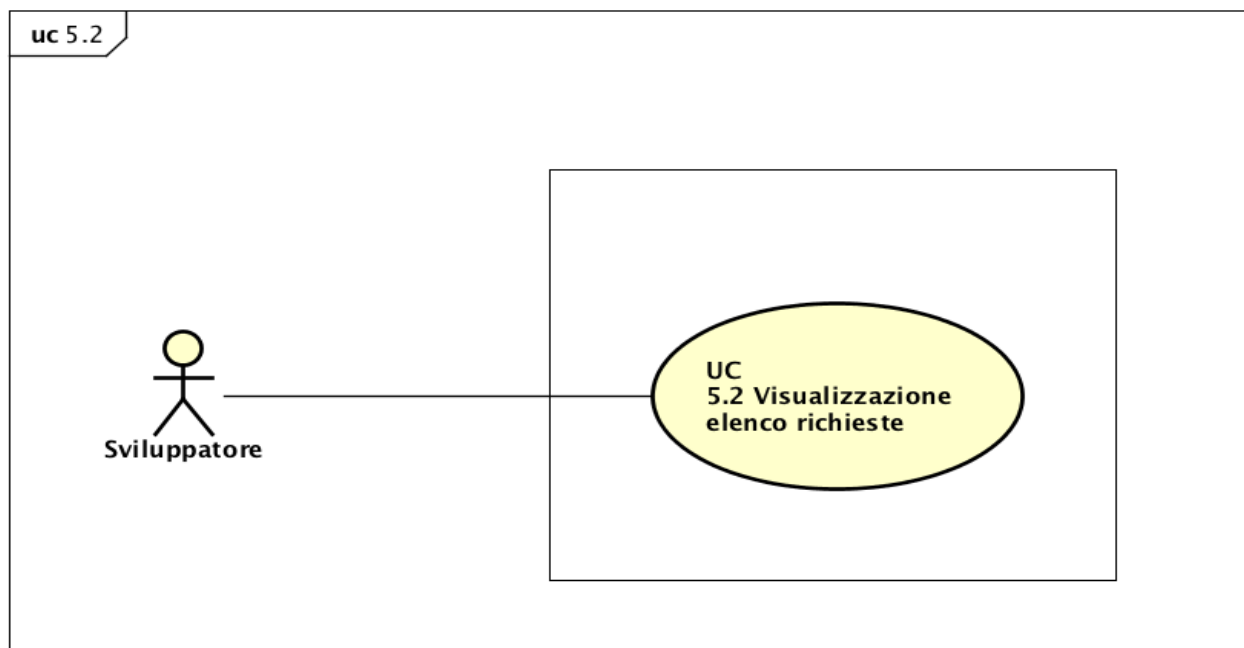 uc 5.2
UC
5.2 Visualizzazione
elenco richieste
Sviluppatore